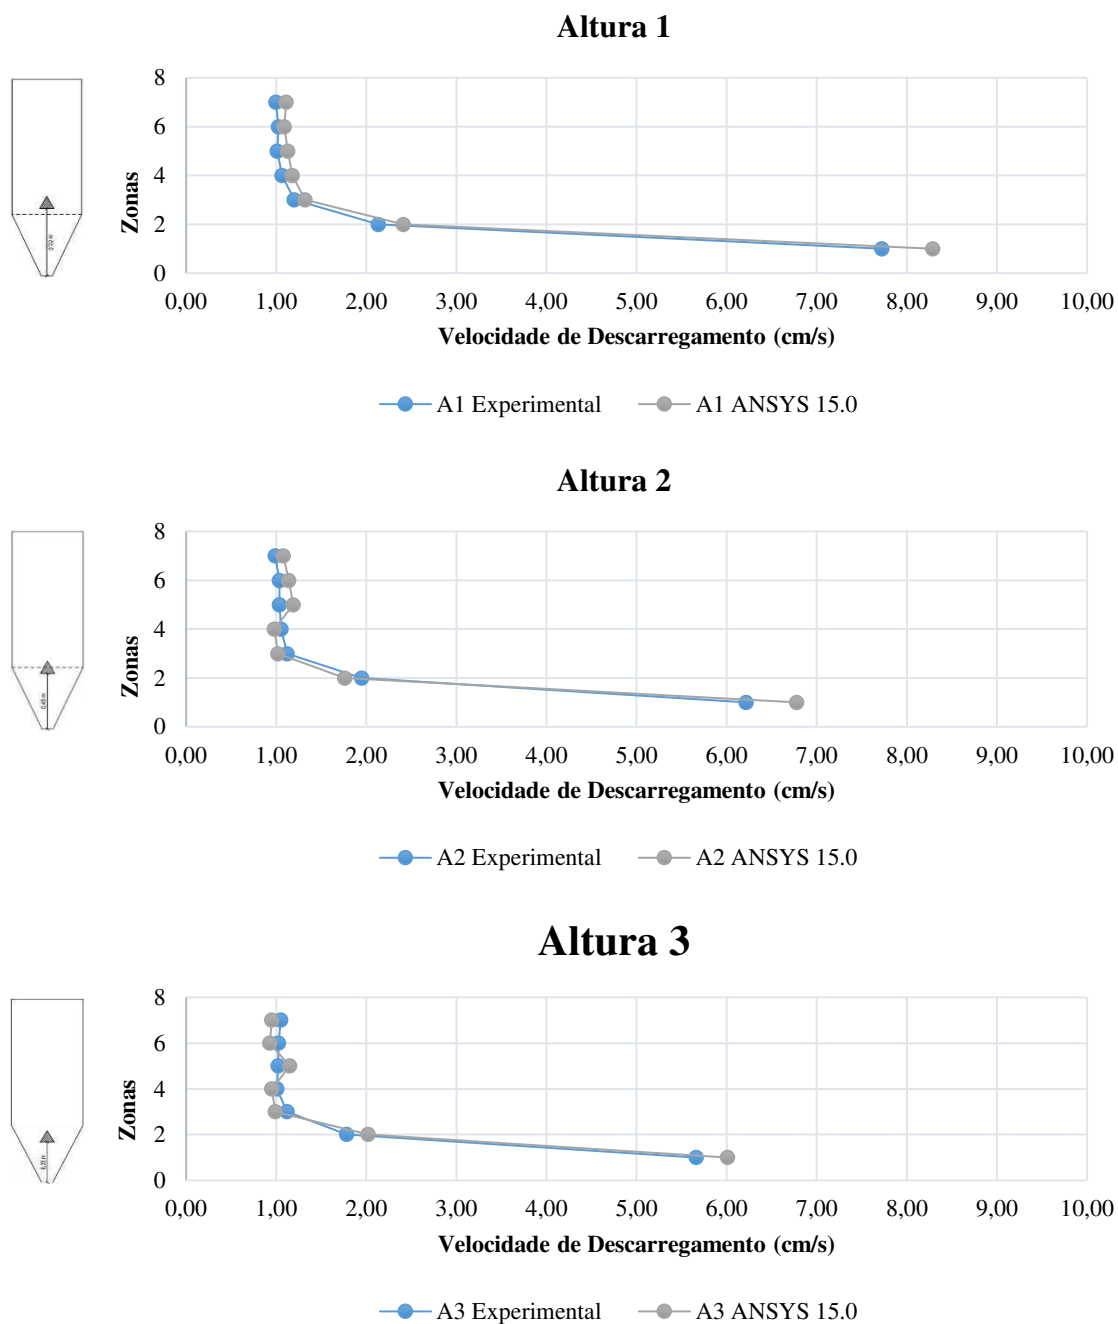 Altura 1
8
6
4
2
0
Zonas
0,00 1,00 2,00 3,00 4,00 5,00 6,00 7,00 8,00 9,00 10,00
Velocidade de Descarregamento (cm/s)
A1 Experimental A1 ANSYS 15.0
Altura 2
8
6
4
2
0
Zonas
0,00 1,00 2,00 3,00 4,00 5,00 6,00 7,00 8,00 9,00 10,00
Velocidade de Descarregamento (cm/s)
A2 Experimental A2 ANSYS 15.0
Altura 3
8
6
4
2
0
Zonas
0,00 1,00 2,00 3,00 4,00 5,00 6,00 7,00 8,00 9,00 10,00
Velocidade de Descarregamento (cm/s)
A3 Experimental A3 ANSYS 15.0